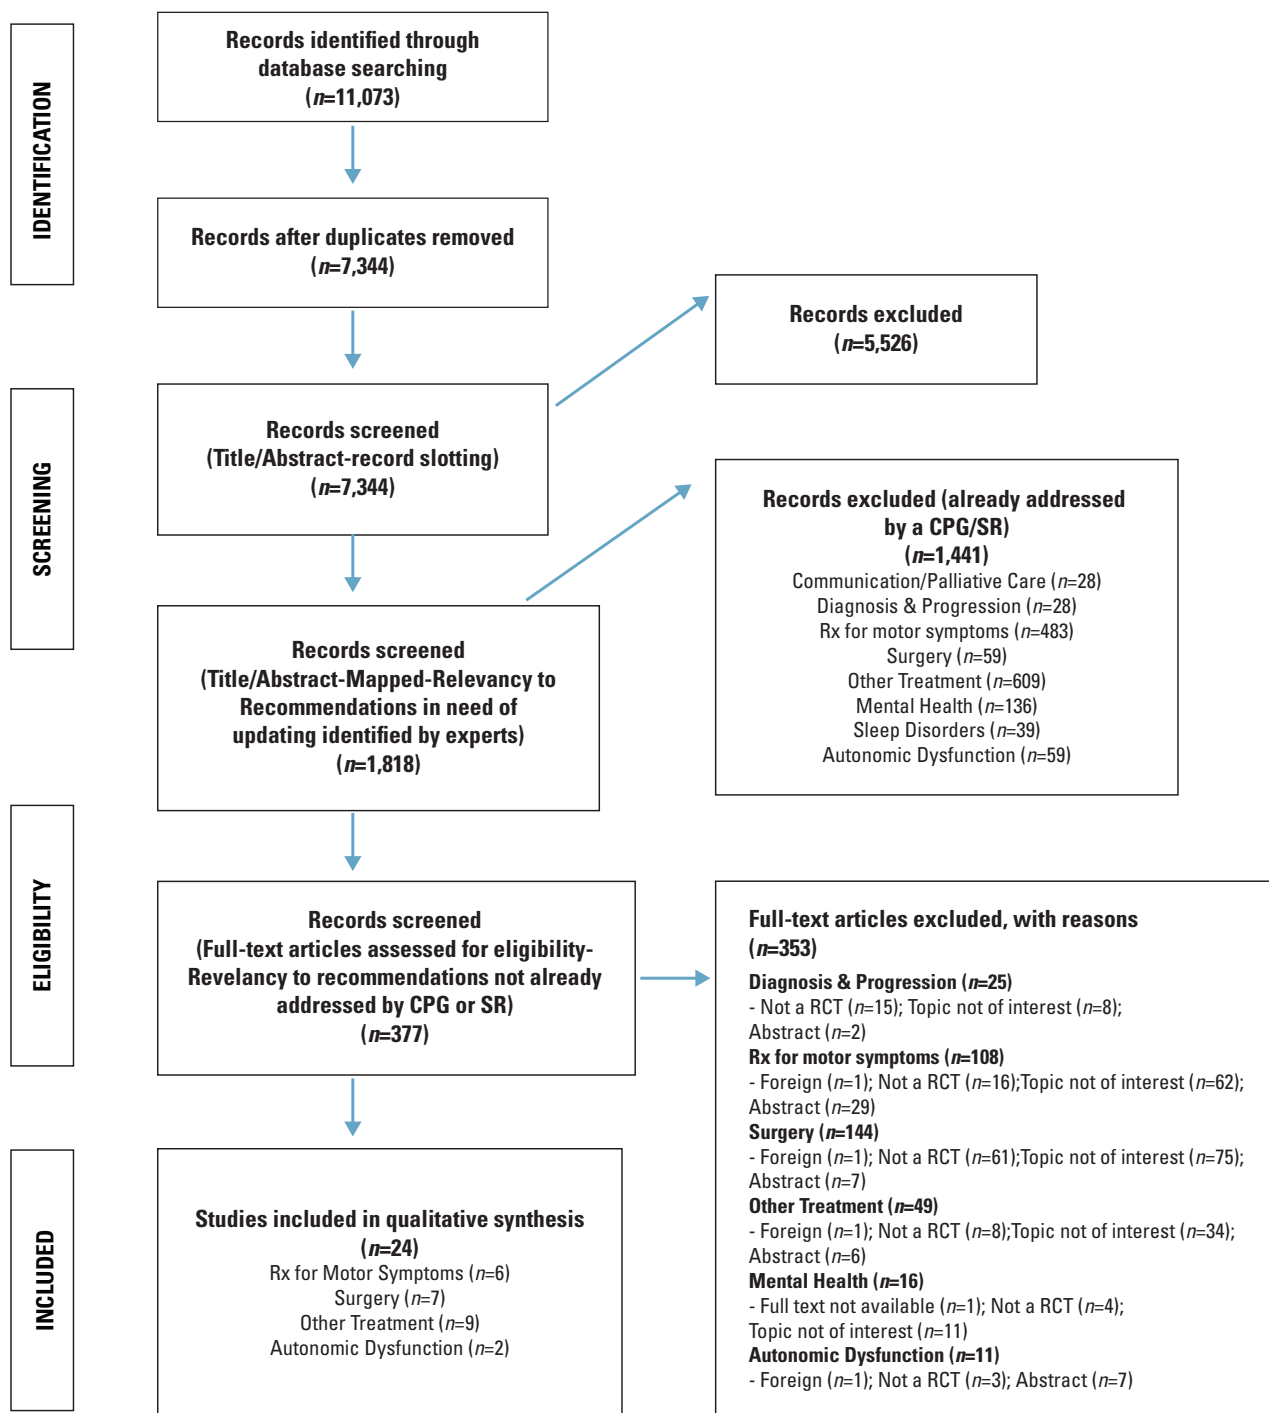 IDENTIFICATION
Records identified through
database searching
(n=11,073)
Records after duplicates removed
(n=7,344)
Records excluded
(n=5,526)
SCREENING
Records screened
(Title/Abstract-record slotting)
(n=7,344)
Records excluded (already addressed
by a CPG/SR)
(n=1,441)
Communication/Palliative Care (n=28)
Diagnosis & Progression (n=28)
Rx for motor symptoms (n=483)
Surgery (n=59)
Other Treatment (n=609)
Mental Health (n=136)
Sleep Disorders (n=39)
Autonomic Dysfunction (n=59)
Records screened
(Title/Abstract-Mapped-Relevancy to
Recommendations in need of
updating identified by experts)
(n=1,818)
ELIGIBILITY
Records screened
(Full-text articles assessed for eligibility-
Revelancy to recommendations not already
addressed by CPG or SR)
(n=377)
Full-text articles excluded, with reasons
(n=353)
Diagnosis & Progression (n=25)
- Not a RCT (n=15); Topic not of interest (n=8);
Abstract (n=2)
Rx for motor symptoms (n=108)
- Foreign (n=1); Not a RCT (n=16);Topic not of interest (n=62);
Abstract (n=29)
Surgery (n=144)
- Foreign (n=1); Not a RCT (n=61);Topic not of interest (n=75);
Abstract (n=7)
Other Treatment (n=49)
- Foreign (n=1); Not a RCT (n=8);Topic not of interest (n=34);
Abstract (n=6)
Mental Health (n=16)
- Full text not available (n=1); Not a RCT (n=4);
Topic not of interest (n=11)
Autonomic Dysfunction (n=11)
- Foreign (n=1); Not a RCT (n=3); Abstract (n=7)
INCLUDED
Studies included in qualitative synthesis
(n=24)
Rx for Motor Symptoms (n=6)
Surgery (n=7)
Other Treatment (n=9)
Autonomic Dysfunction (n=2)